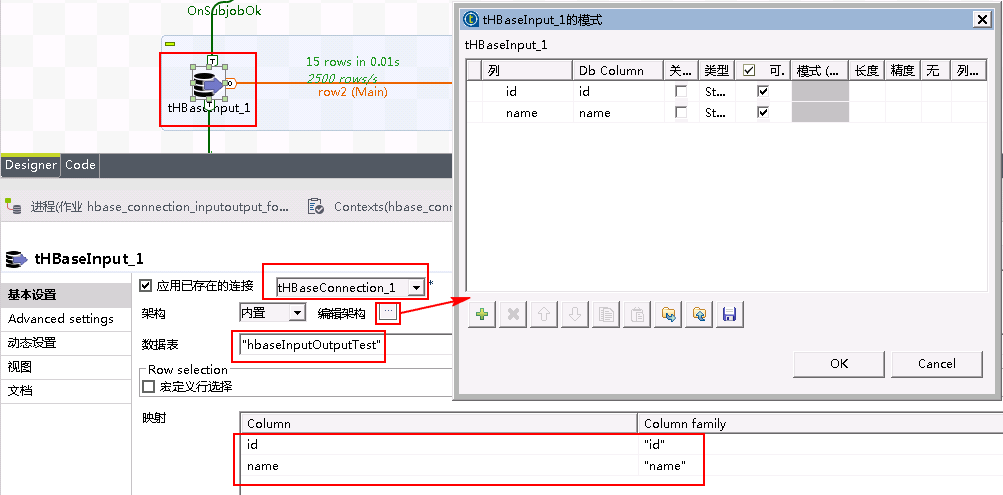 OnSubjobOk
15 rows in 0.01s
2500 rows/s
row2 (Main)
tHBaseInput_1
Designer
Code
进程(作业 hbase_connection_inputoutput_fo...
Contexts(hbase_conn
tHBaseInput_1
基本设置
Advanced settings
动态设置
视图
文档
应用已存在的连接
tHBaseConnection_1
*
架构
内置
编辑架构
...
数据表
"hbaseInputOutputTest"
Row selection
宏定义行选择
映射
Column
Column family
id
"id"
name
"name"
tHBaseInput_1的模式
tHBaseInput_1
列
Db Column
关...
类型
可.
模式 (...
长度
精度
无
列...
id
id
St...
name
name
St...
OK
Cancel